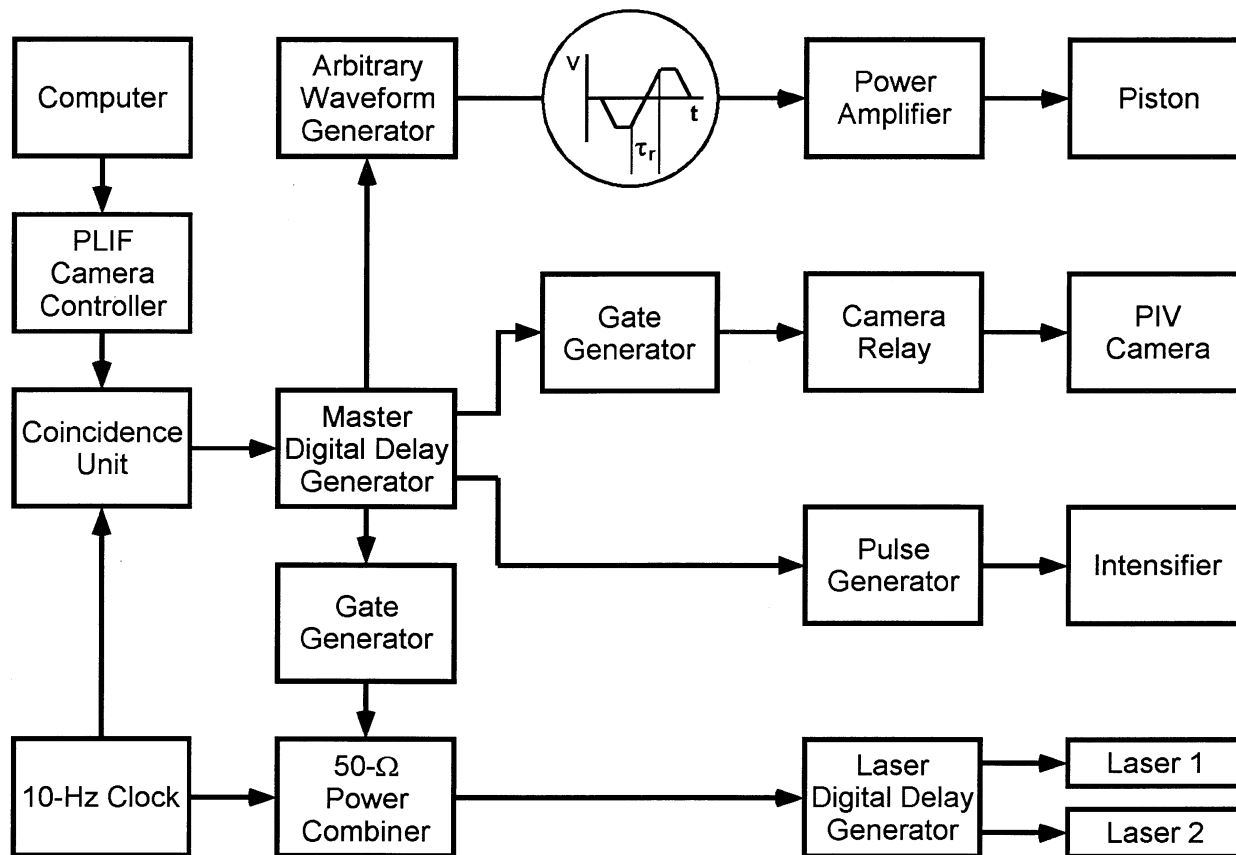 Computer
Arbitrary
Waveform
Generator
V
t
τr
Power
Amplifier
Piston
PLIF
Camera
Controller
Gate
Generator
Camera
Relay
PIV
Camera
Coincidence
Unit
Master
Digital Delay
Generator
Pulse
Generator
Intensifier
Gate
Generator
10-Hz Clock
50-Ω
Power
Combiner
Laser
Digital Delay
Generator
Laser 1
Laser 2